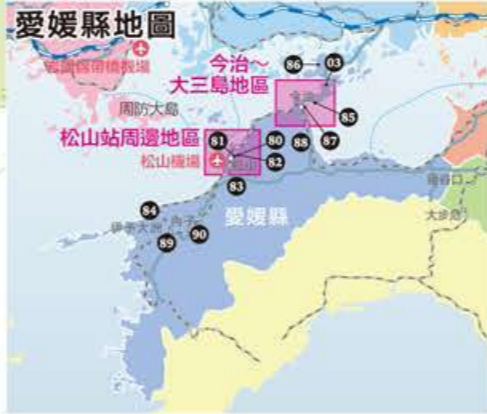 愛媛縣地圖
岩國錦帶橋機場
周防大島
今治～
大三島地區
86
03
今治
85
松山站周邊地區
81
80
88
87
松山機場
82
83
愛媛縣
84
伊予大洲
內子
89
90
大步危